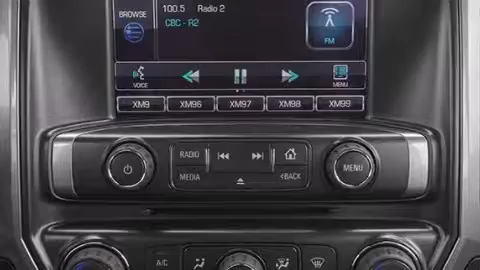 BROWSE
100.5 Radio 2
CBC - R2
FM
VOICE
MENU
XM9 XM96 XM97 XM98 XM99
RADIO
MENU
MEDIA
<BACK
A/C